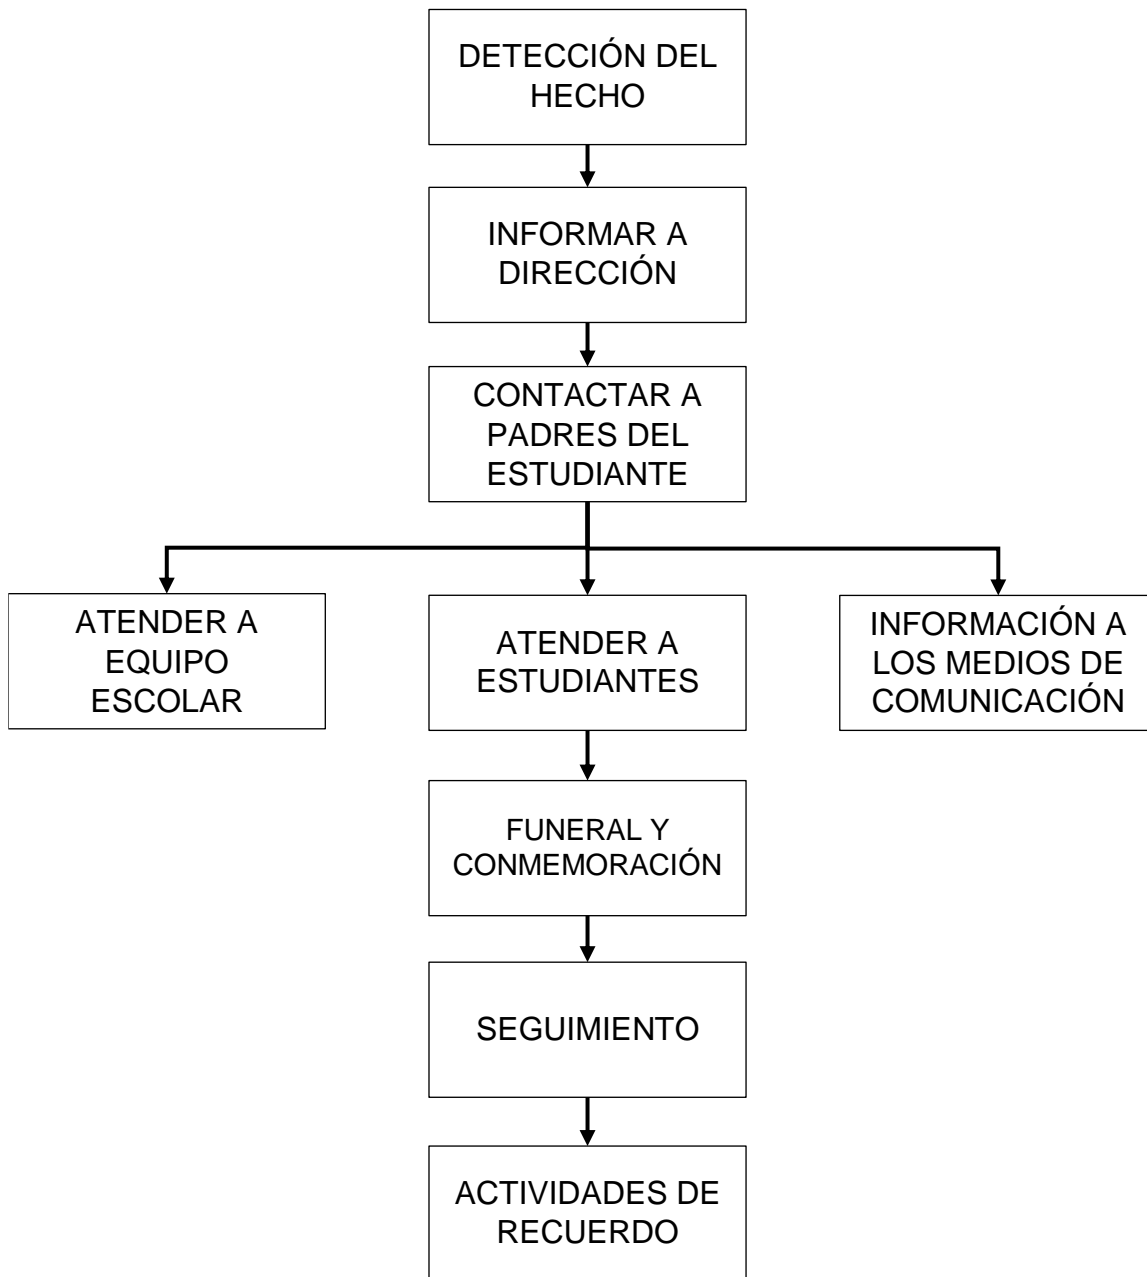 DETECCIÓN DEL
HECHO
INFORMAR A
DIRECCIÓN
CONTACTAR A
PADRES DEL
ESTUDIANTE
ATENDER A
EQUIPO
ESCOLAR
ATENDER A
ESTUDIANTES
INFORMACIÓN A
LOS MEDIOS DE
COMUNICACIÓN
FUNERAL Y
CONMEMORACIÓN
SEGUIMIENTO
ACTIVIDADES DE
RECUERDO